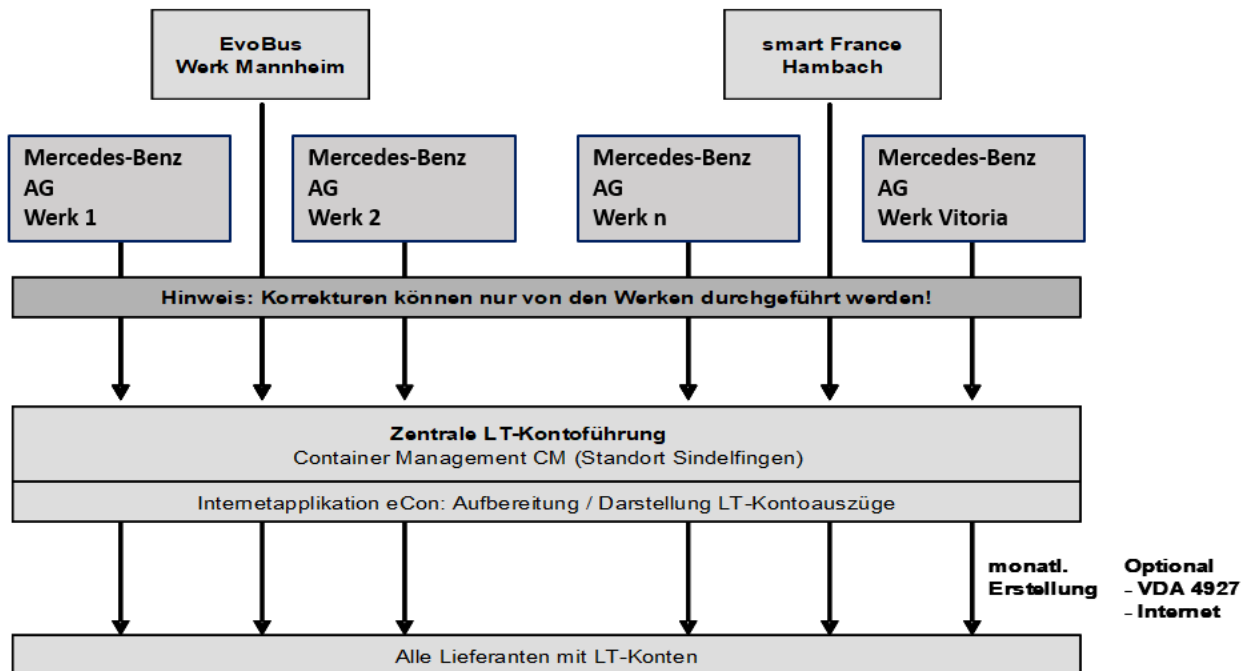 EvoBus
Werk Mannheim
smart France
Hambach
Mercedes-Benz
AG
Werk 1
Mercedes-Benz
AG
Werk 2
Mercedes-Benz
AG
Werk n
Mercedes-Benz
AG
Werk Vitoria
Hinweis: Korrekturen können nur von den Werken durchgeführt werden!
Zentrale LT-Kontoführung
Container Management CM (Standort Sindelfingen)
Internetapplikation eCon: Aufbereitung / Darstellung LT-Kontoauszüge
monatl.
Erstellung
Optional
- VDA 4927
- Internet
Alle Lieferanten mit LT-Konten